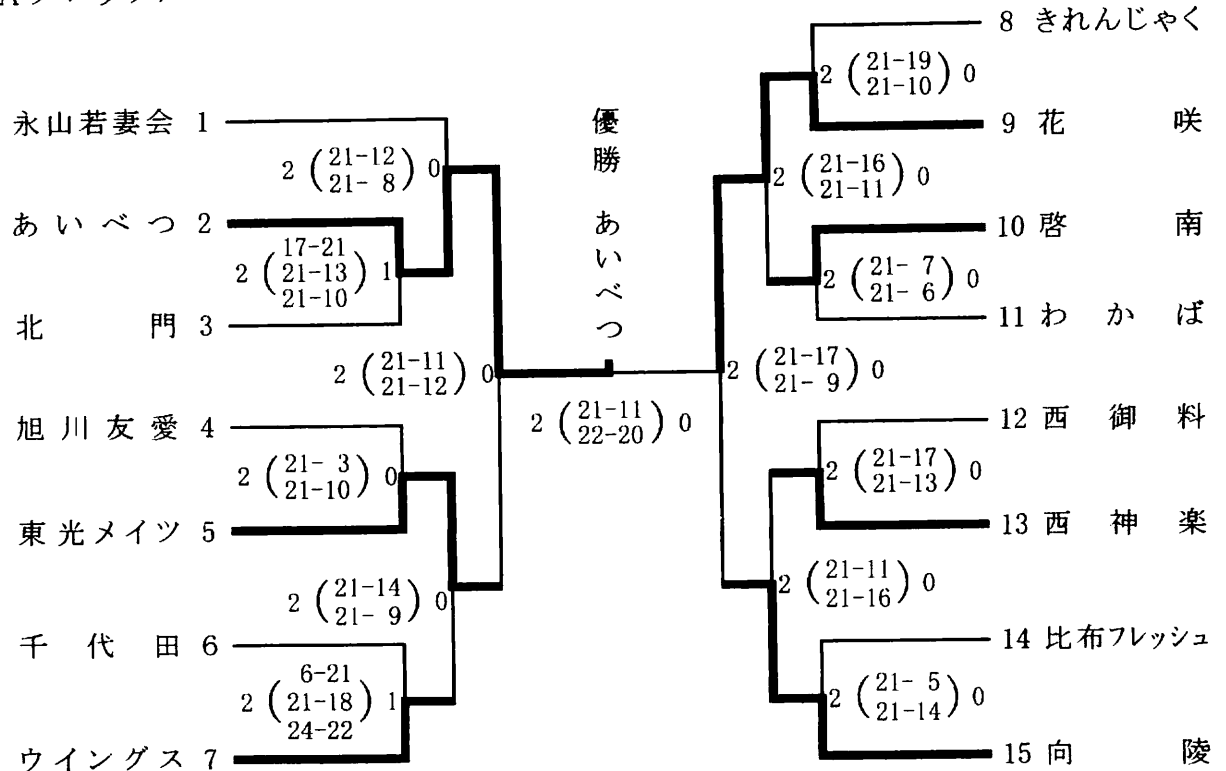 8 きれんじゃく
2 (21-19 21-10) 0
9 花咲
2 (21-16 21-11) 0
10 啓南
2 (21- 7 21- 6) 0
11 わかば
2 (21-17 21- 9) 0
12 西御料
2 (21-17 21-13) 0
13 西神楽
2 (21-11 21-16) 0
14 比布フレッシュ
2 (21- 5 21-14) 0
15 向陵
優勝 あいべつ
2 (21-11 22-20) 0
永山若妻会 1
2 (21-12 21- 8) 0
あいべつ 2
2 (17-21 21-13 21-10) 1
北門 3
2 (21-11 21-12) 0
旭川友愛 4
2 (21- 3 21-10) 0
東光メイツ 5
2 (21-14 21- 9) 0
千代田 6
2 (6-21 21-18 24-22) 1
ウイングス 7